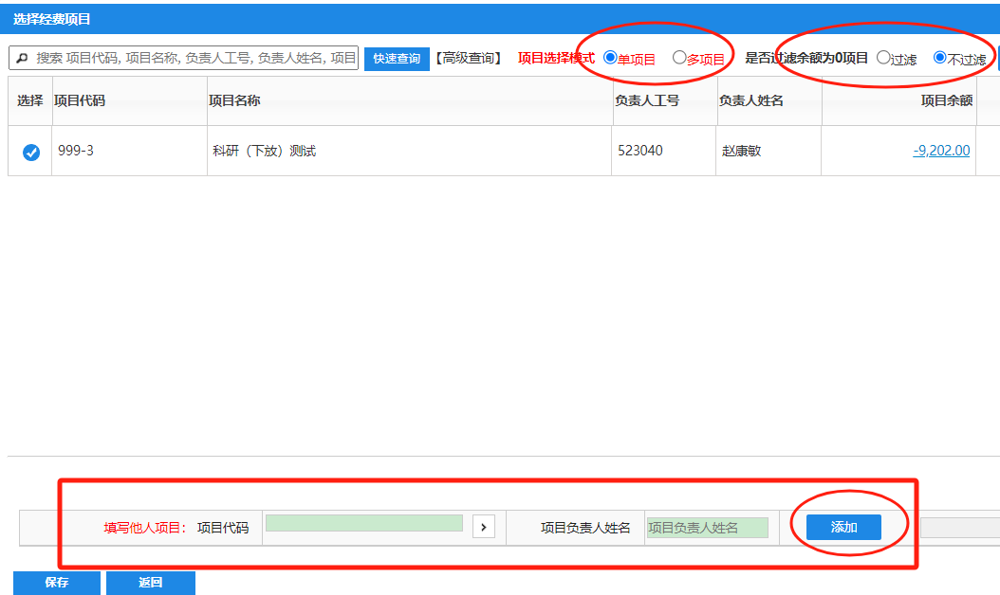 选择经费项目
搜索 项目代码, 项目名称, 负责人工号, 负责人姓名, 项目 快速查询 【高级查询】 项目选择模式 单项目 多项目 是否过滤余额为0项目 过滤 不过滤
选择 项目代码 项目名称 负责人工号 负责人姓名 项目余额
999-3 科研（下放）测试 523040 赵康敏 -9,202.00
填写他人项目： 项目代码 项目负责人姓名 项目负责人姓名 添加
保存 返回